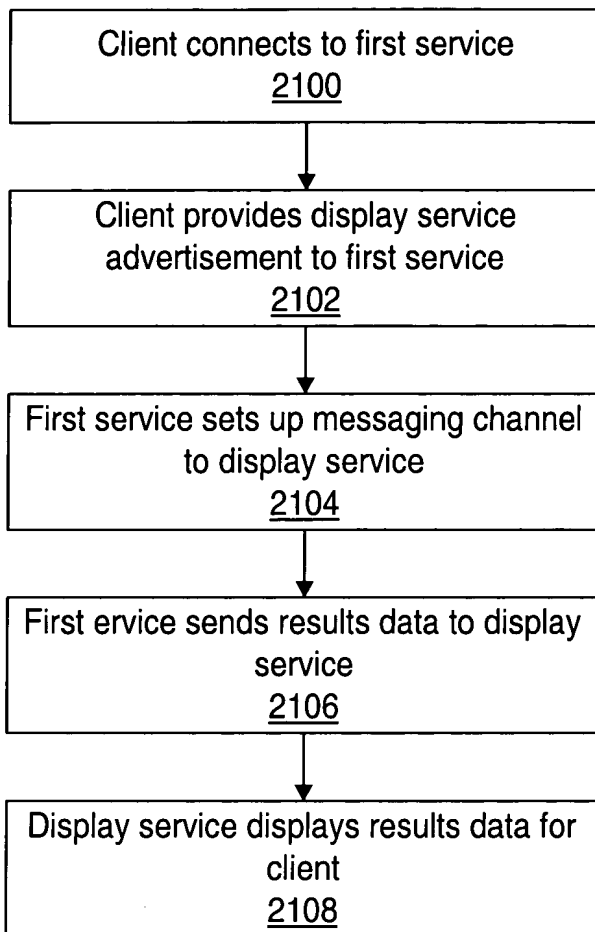 Client connects to first service
2100
Client provides display service
advertisement to first service
2102
First service sets up messaging channel
to display service
2104
First ervice sends results data to display
service
2106
Display service displays results data for
client
2108